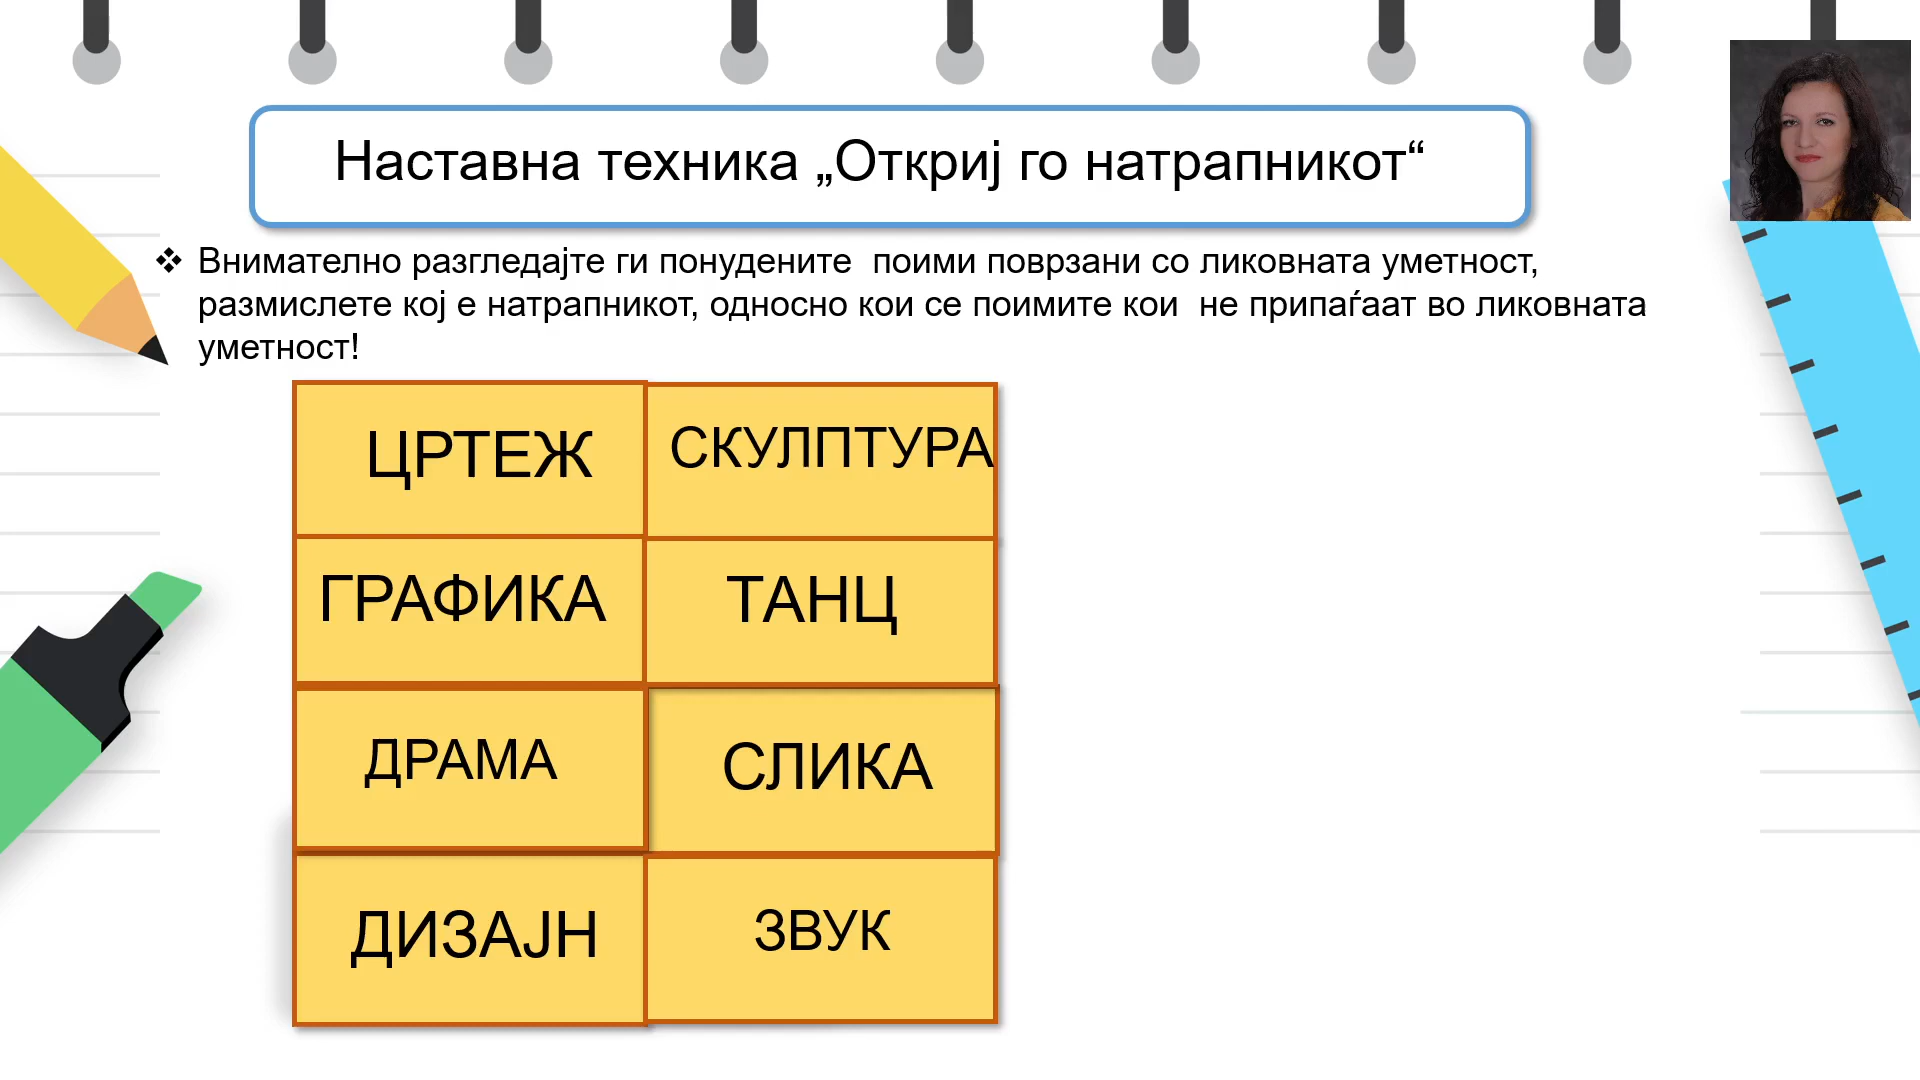 Наставна техника „Откриј го натрапникот“
❖ Внимателно разгледајте ги понудените  поими поврзани со ликовната уметност,
размислете кој е натрапникот, односно кои се поимите кои  не припаѓаат во ликовната
уметност!
ЦРТЕЖ
СКУЛПТУРА
ГРАФИКА
ТАНЦ
ДРАМА
СЛИКА
ДИЗАЈН
ЗВУК